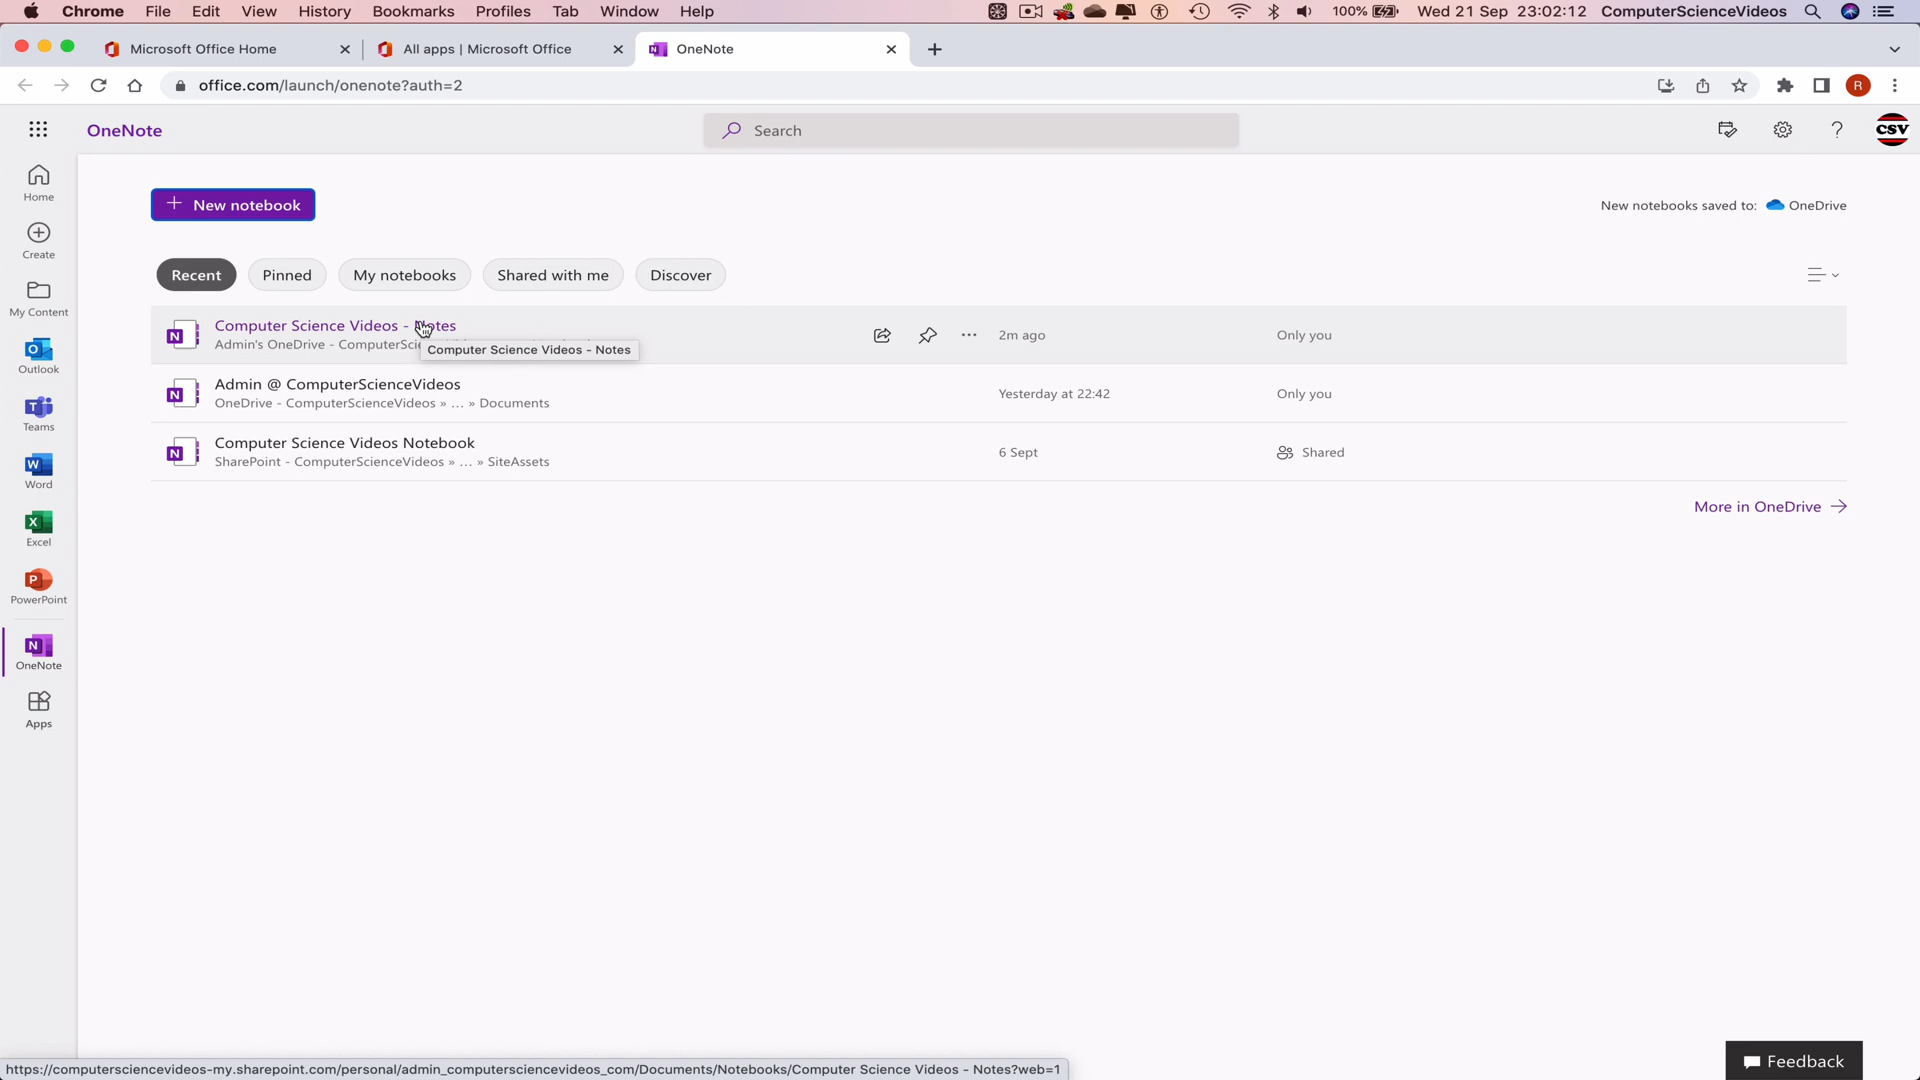 Chrome File Edit View History Bookmarks Profiles Tab Window Help 100% Wed 21 Sep 23:02:12 ComputerScienceVideos
Microsoft Office Home All apps | Microsoft Office OneNote
office.com/launch/onenote?auth=2 R
OneNote Search ? CSV
Home
Create
My Content
Outlook
Teams
Word
Excel
PowerPoint
OneNote
Apps
+ New notebook New notebooks saved to: OneDrive
Recent Pinned My notebooks Shared with me Discover
Computer Science Videos - Notes 2m ago Only you
Admin's OneDrive - Computer
Computer Science Videos - Notes
Admin @ ComputerScienceVideos Yesterday at 22:42 Only you
OneDrive - ComputerScienceVideos » ... » Documents
Computer Science Videos Notebook 6 Sept Shared
SharePoint - ComputerScienceVideos » ... » SiteAssets
More in OneDrive
Feedback
https://computersciencevideos-my.sharepoint.com/personal/admin_computersciencevideos_com/Documents/Notebooks/Computer Science Videos - Notes?web=1